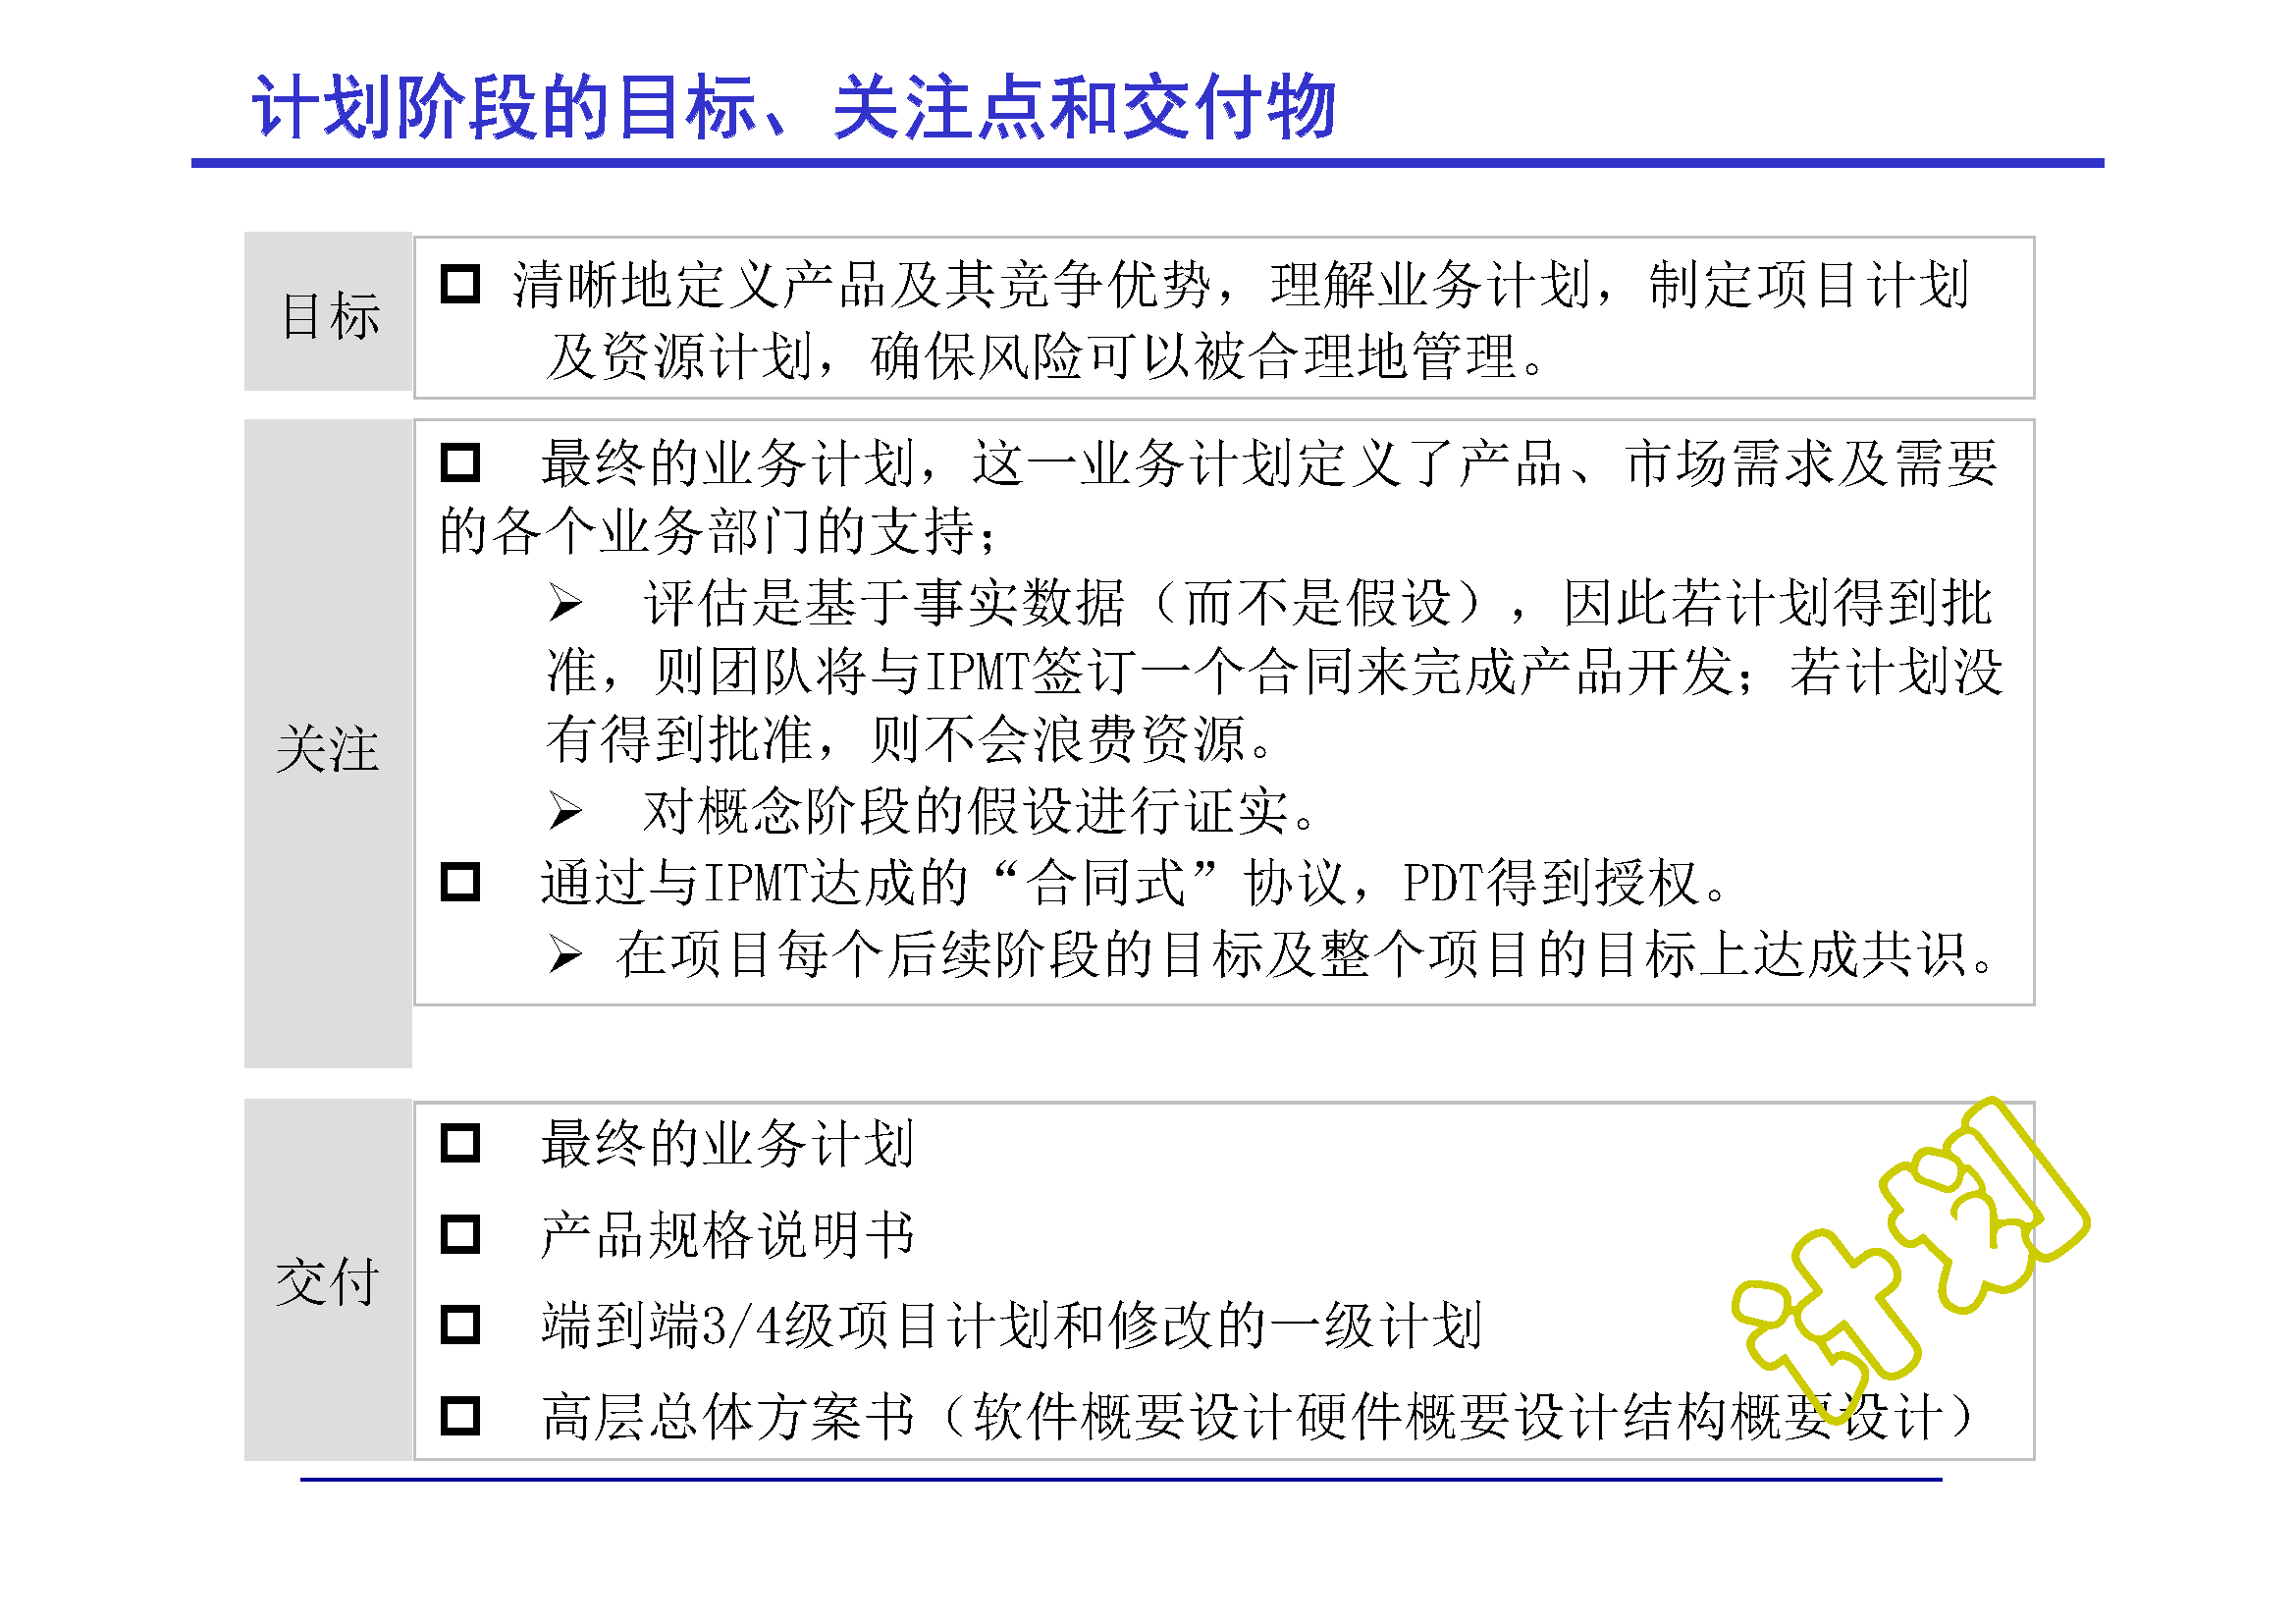 计划阶段的目标、关注点和交付物
目标
清晰地定义产品及其竞争优势，理解业务计划，制定项目计划
及资源计划，确保风险可以被合理地管理。
关注
最终的业务计划，这一业务计划定义了产品、市场需求及需要
的各个业务部门的支持；
评估是基于事实数据（而不是假设），因此若计划得到批
准，则团队将与IPMT签订一个合同来完成产品开发；若计划没
有得到批准，则不会浪费资源。
对概念阶段的假设进行证实。
通过与IPMT达成的“合同式”协议，PDT得到授权。
在项目每个后续阶段的目标及整个项目的目标上达成共识。
交付
最终的业务计划
产品规格说明书
端到端3/4级项目计划和修改的一级计划
高层总体方案书（软件概要设计硬件概要设计结构概要设计）
计划